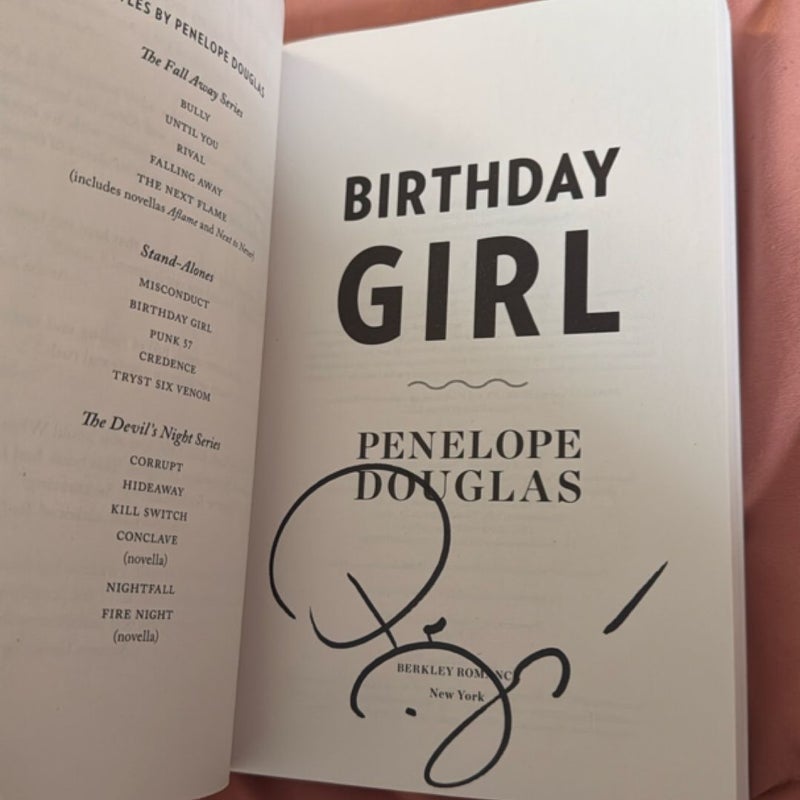 TLES BY PENELOPE DOUGLAS
The Fall Away Series
BULLY
UNTIL YOU
RIVAL
FALLING AWAY
THE NEXT FLAME
(includes novellas Aflame and Next to Never)
Stand-Alones
MISCONDUCT
BIRTHDAY GIRL
PUNK 57
CREDENCE
TRYST SIX VENOM
The Devil's Night Series
CORRUPT
HIDEAWAY
KILL SWITCH
CONCLAVE
(novella)
NIGHTFALL
FIRE NIGHT
(novella)
BIRTHDAY
GIRL
PENELOPE
DOUGLAS
BERKLEY ROMANCE
New York